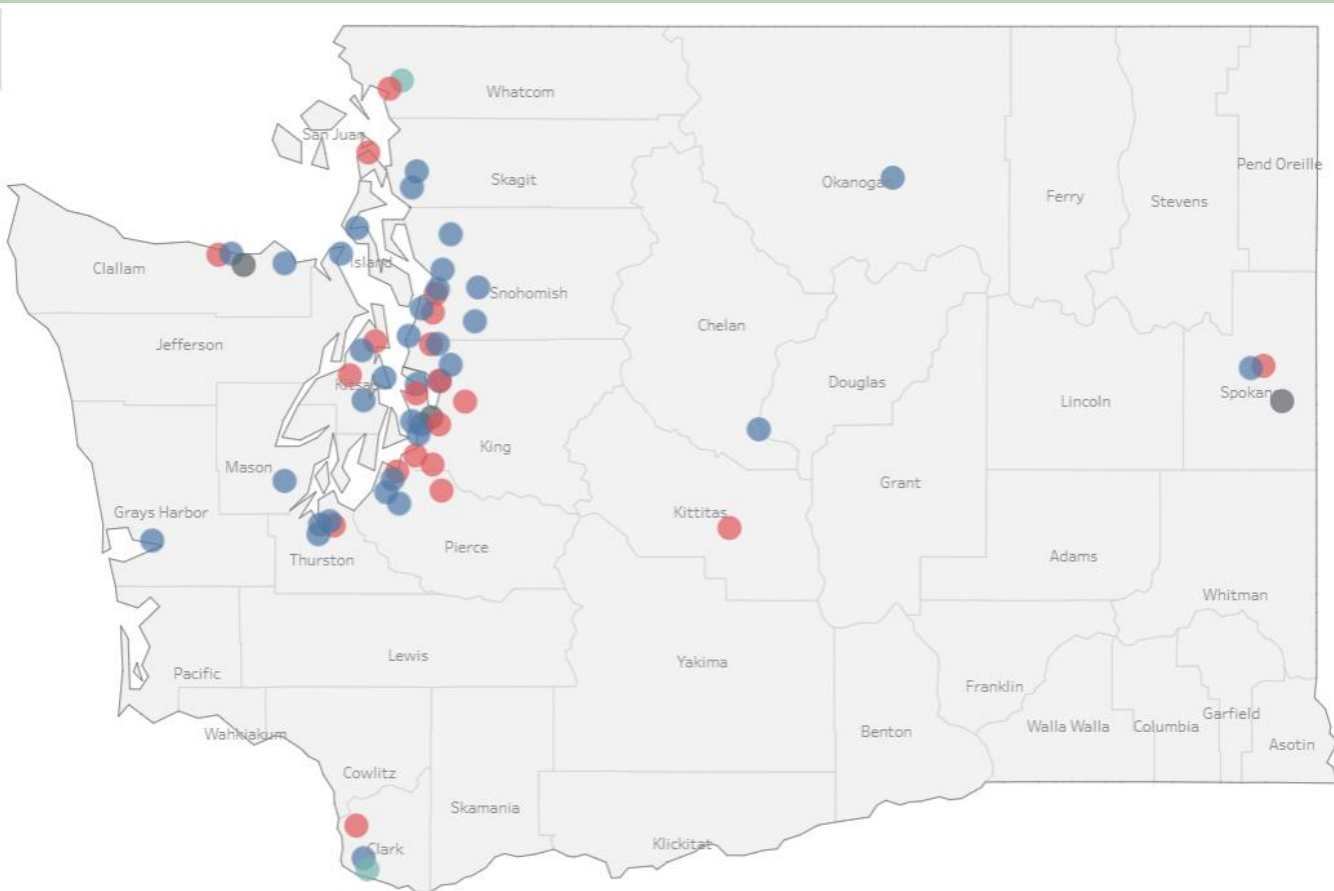 Whatcom
San Juan
Skagit
Okanogan
Pend Oreille
Ferry
Stevens
Clallam
Island
Snohomish
Chelan
Jefferson
Douglas
Kitsap
Lincoln
Spokane
King
Mason
Grant
Grays Harbor
Kittitas
Pierce
Thurston
Adams
Whitman
Lewis
Yakima
Pacific
Franklin
Wahkiakum
Benton
Walla Walla
Columbia
Garfield
Asotin
Cowlitz
Skamania
Clark
Klickitat